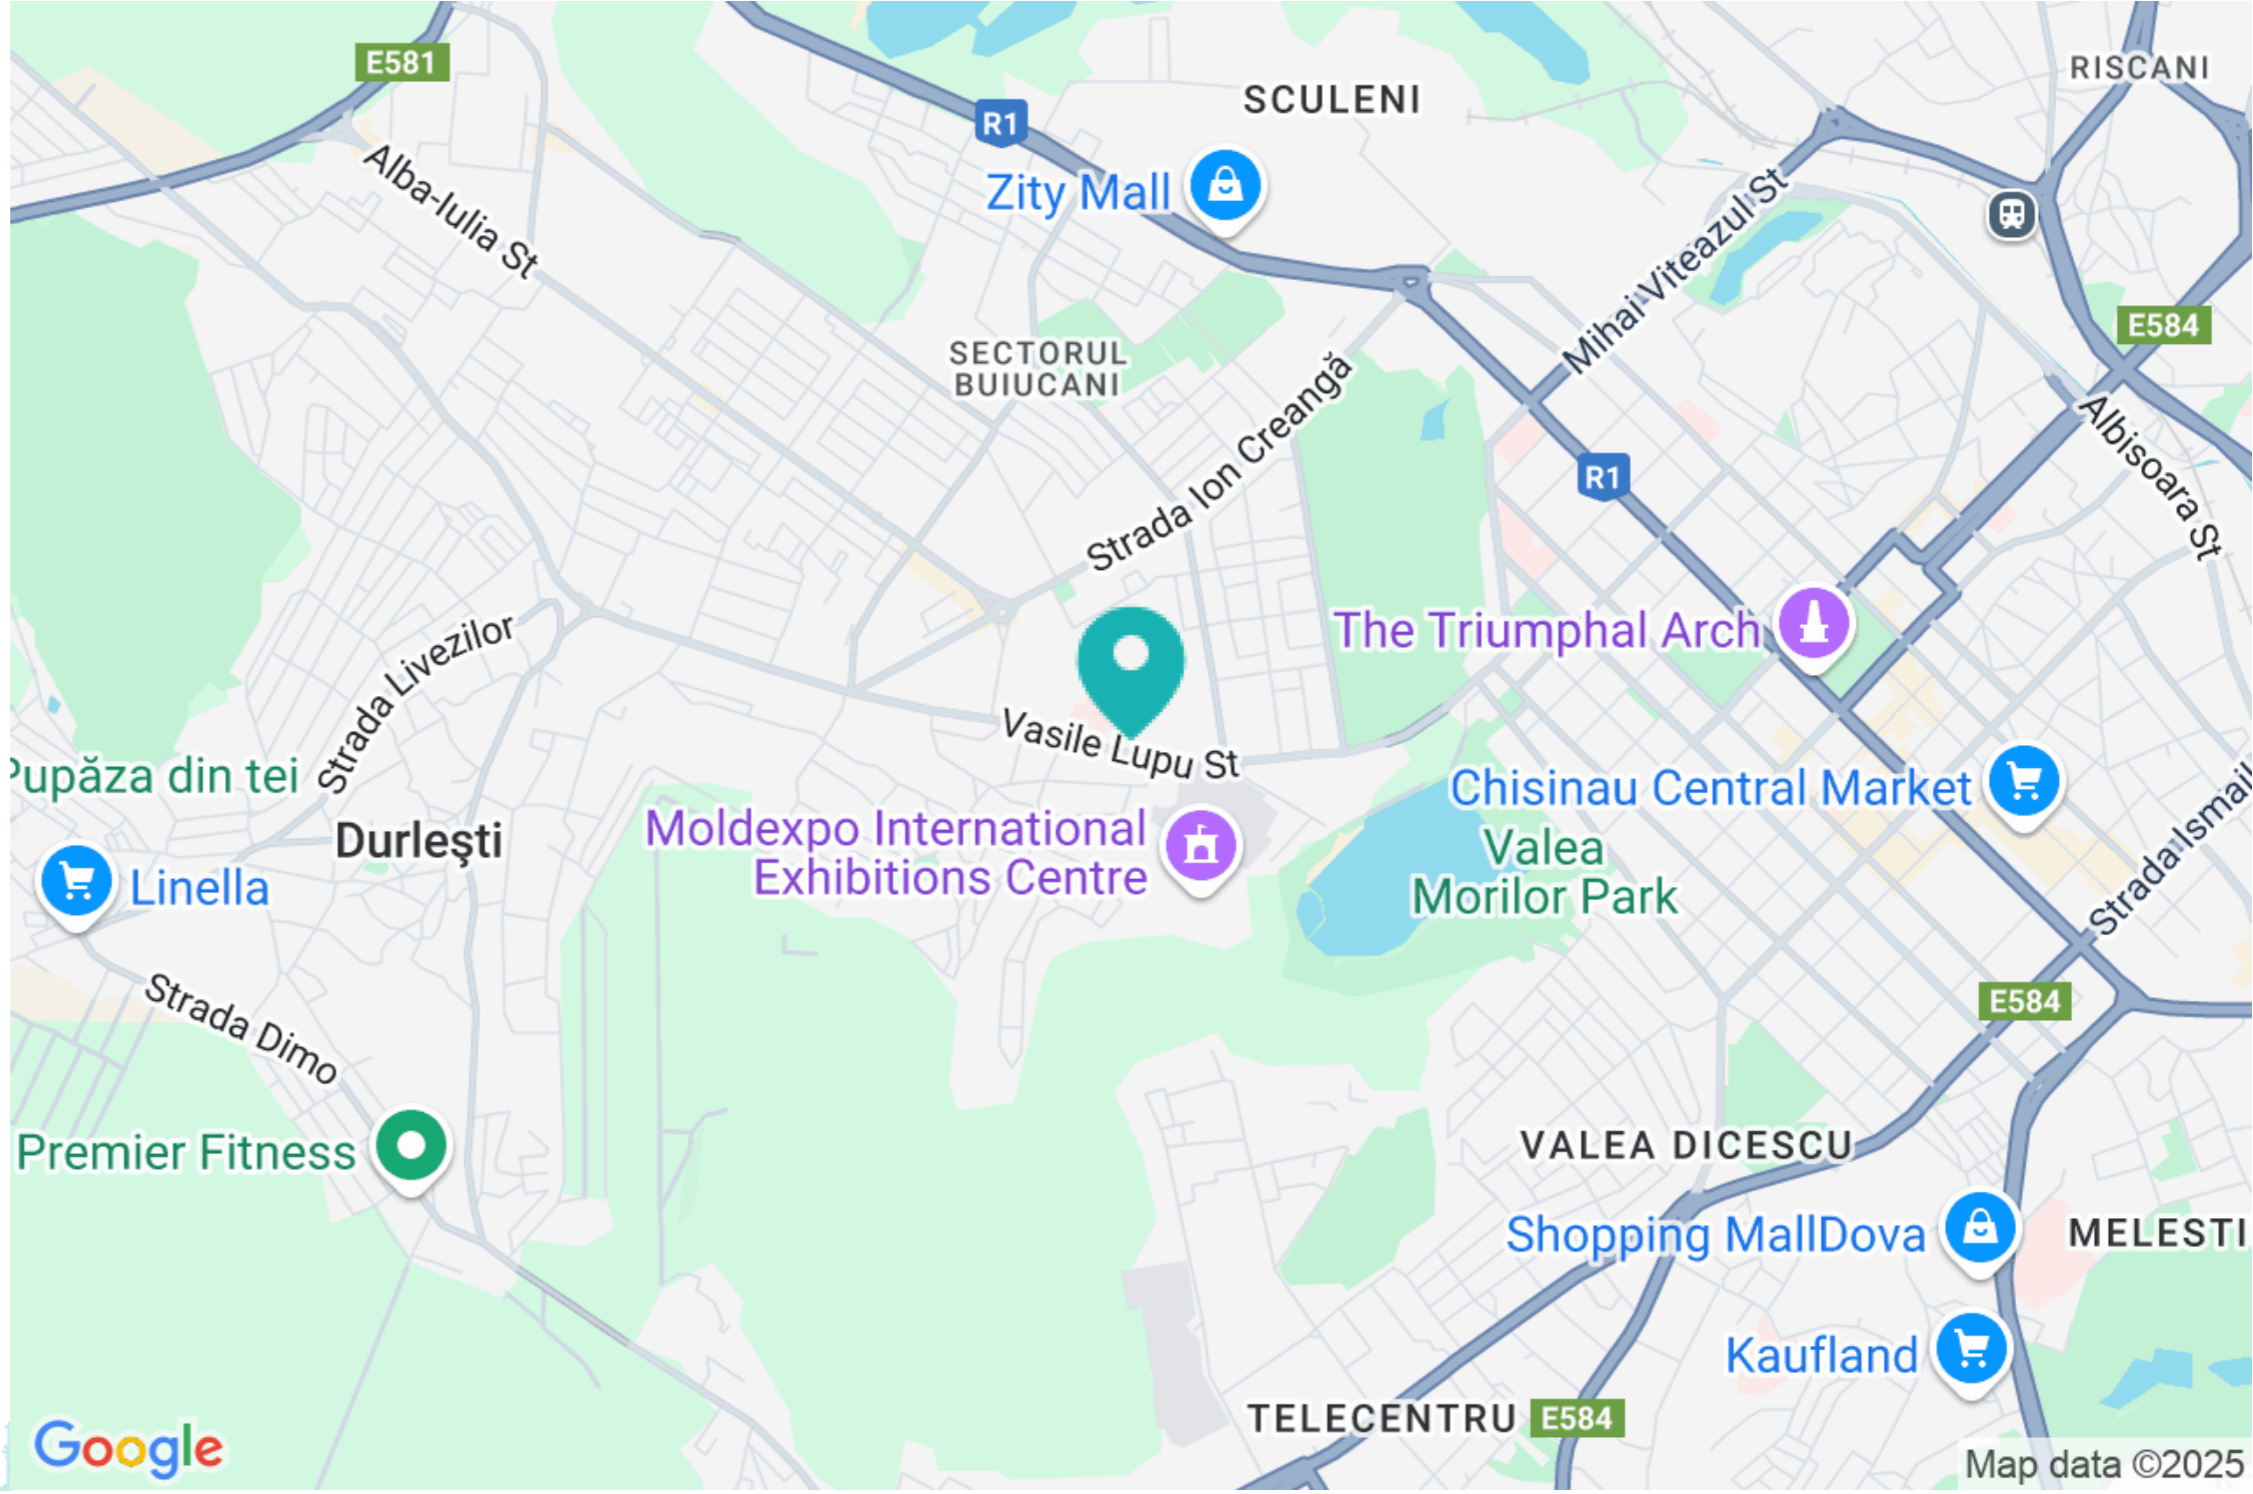 E581
RISCANI
SCULENI
R1
Alba-Iulia St
Zity Mall
Mihai Viteazul St
E584
SECTORUL
BUIUCANI
Strada Ion Creangă
Albisoara St
R1
The Triumphal Arch
Strada Livezilor
Vasile Lupu St
Pupăza din tei
Chisinau Central Market
Durleşti
Moldexpo International
Exhibitions Centre
Valea
Morilor Park
Strada Ismail
Linella
Strada Dimo
E584
Premier Fitness
VALEA DICESCU
Shopping MallDova
MELESTI
Kaufland
TELECENTRU
E584
Google
Map data ©2025